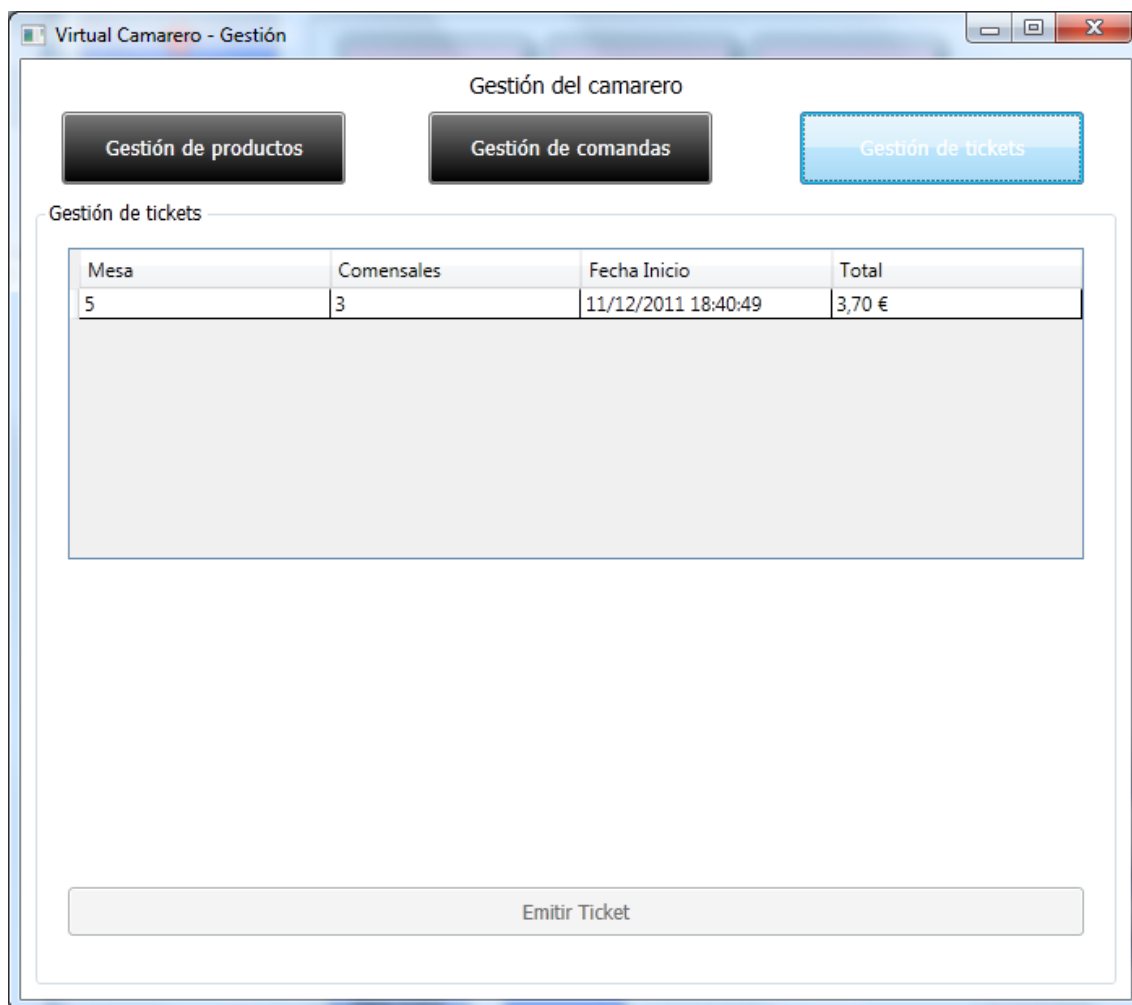 Virtual Camarero - Gestión
Gestión del camarero
Gestión de productos Gestión de comandas Gestión de tickets
Gestión de tickets
Mesa Comensales Fecha Inicio Total
5 3 11/12/2011 18:40:49 3,70 €
Emitir Ticket